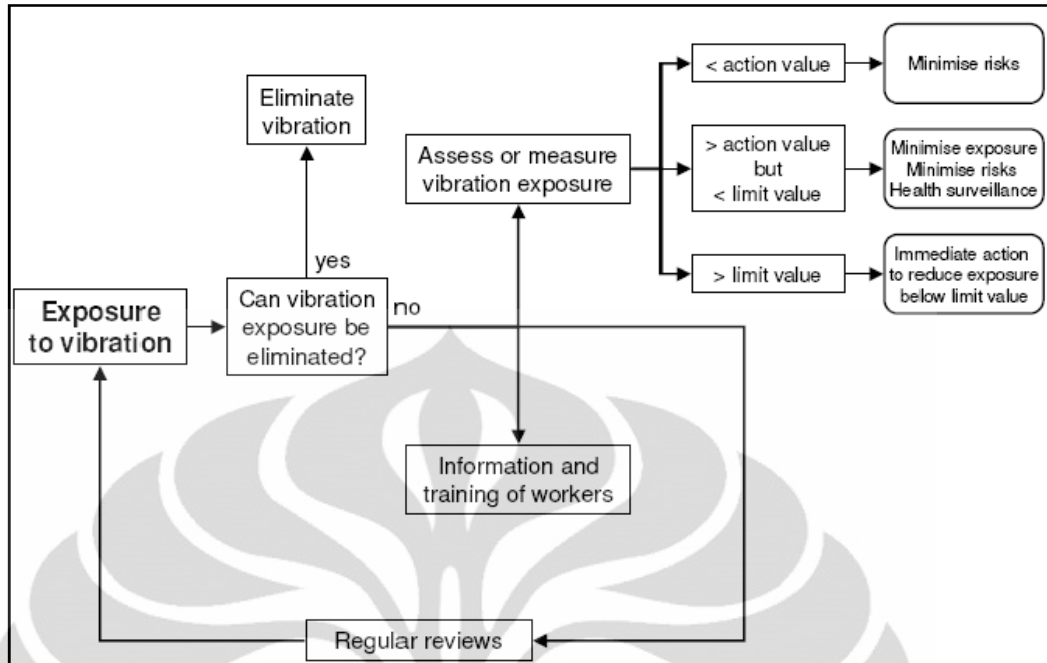 Exposure
to vibration
Can vibration
exposure be
eliminated?
yes
Eliminate
vibration
no
Assess or measure
vibration exposure
Information and
training of workers
Regular reviews
< action value
Minimise risks
> action value
but
< limit value
Minimise exposure
Minimise risks
Health surveillance
> limit value
Immediate action
to reduce exposure
below limit value